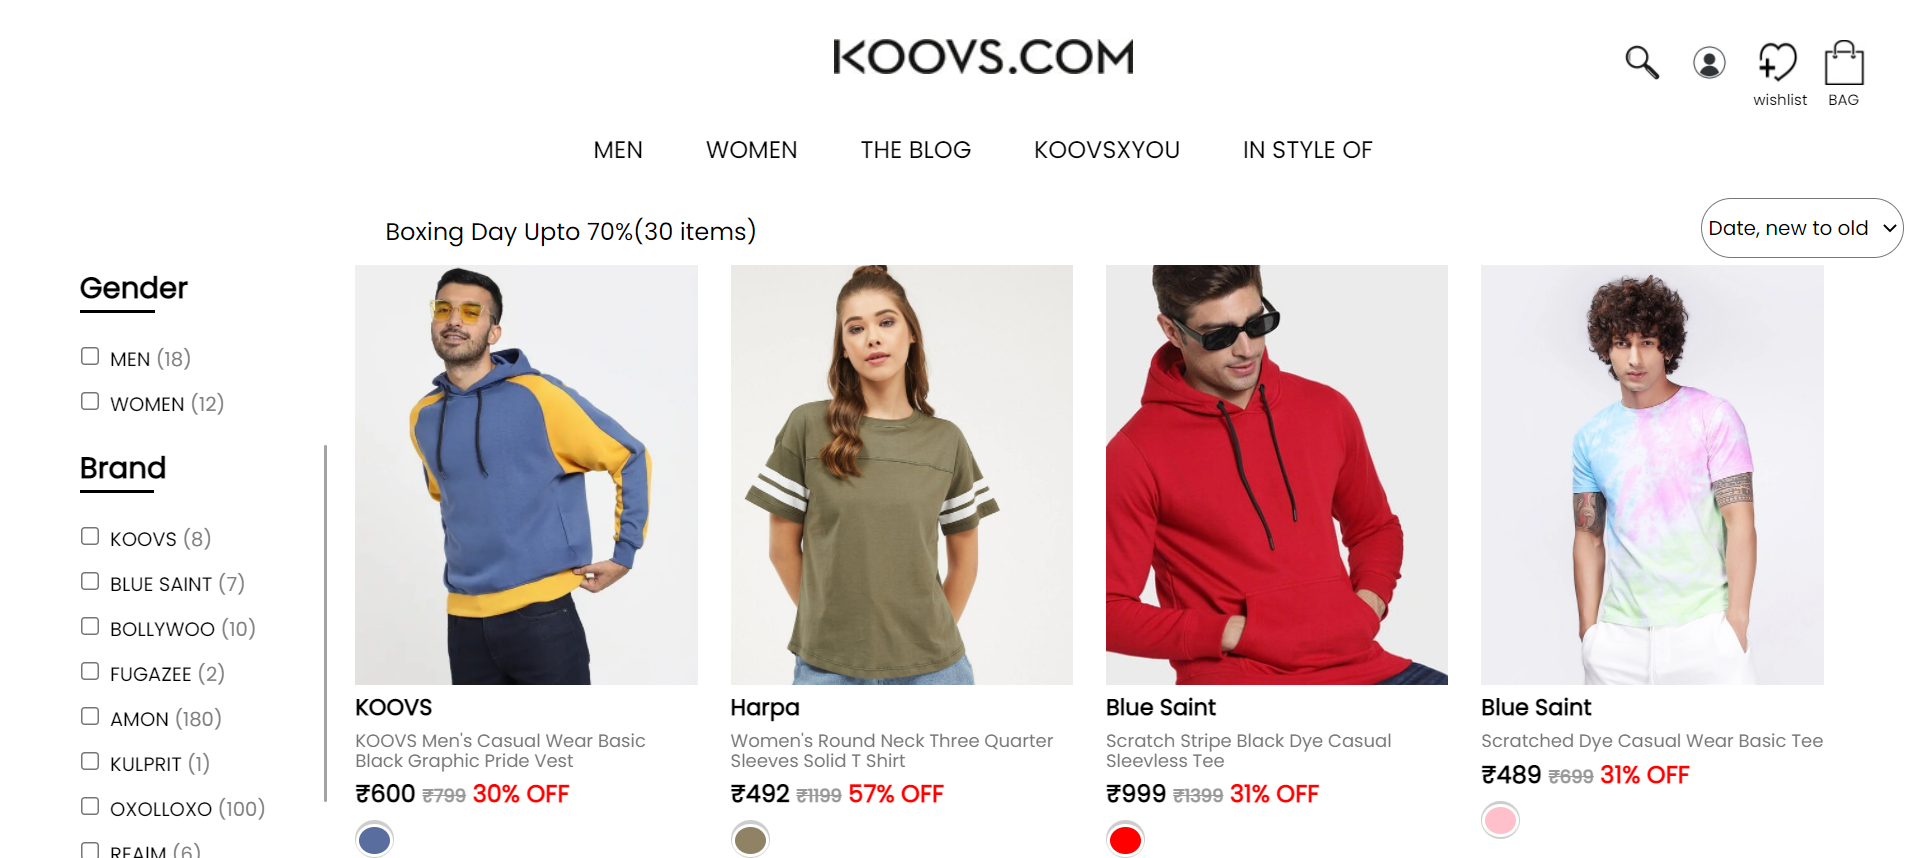 KOOVS.COM
wishlist
BAG
MEN
WOMEN
THE BLOG
KOOVSXYOU
IN STYLE OF
Boxing Day Upto 70%(30 items)
Date, new to old
Gender
MEN (18)
WOMEN (12)
Brand
KOOVS (8)
BLUE SAINT (7)
BOLLYWOO (10)
FUGAZEE (2)
AMON (180)
KULPRIT (1)
OXOLLOXO (100)
REAIM (6)
KOOVS
KOOVS Men's Casual Wear Basic
Black Graphic Pride Vest
₹600 ₹799 30% OFF
Harpa
Women's Round Neck Three Quarter
Sleeves Solid T Shirt
₹492 ₹1199 57% OFF
Blue Saint
Scratch Stripe Black Dye Casual
Sleevless Tee
₹999 ₹1399 31% OFF
Blue Saint
Scratched Dye Casual Wear Basic Tee
₹489 ₹699 31% OFF